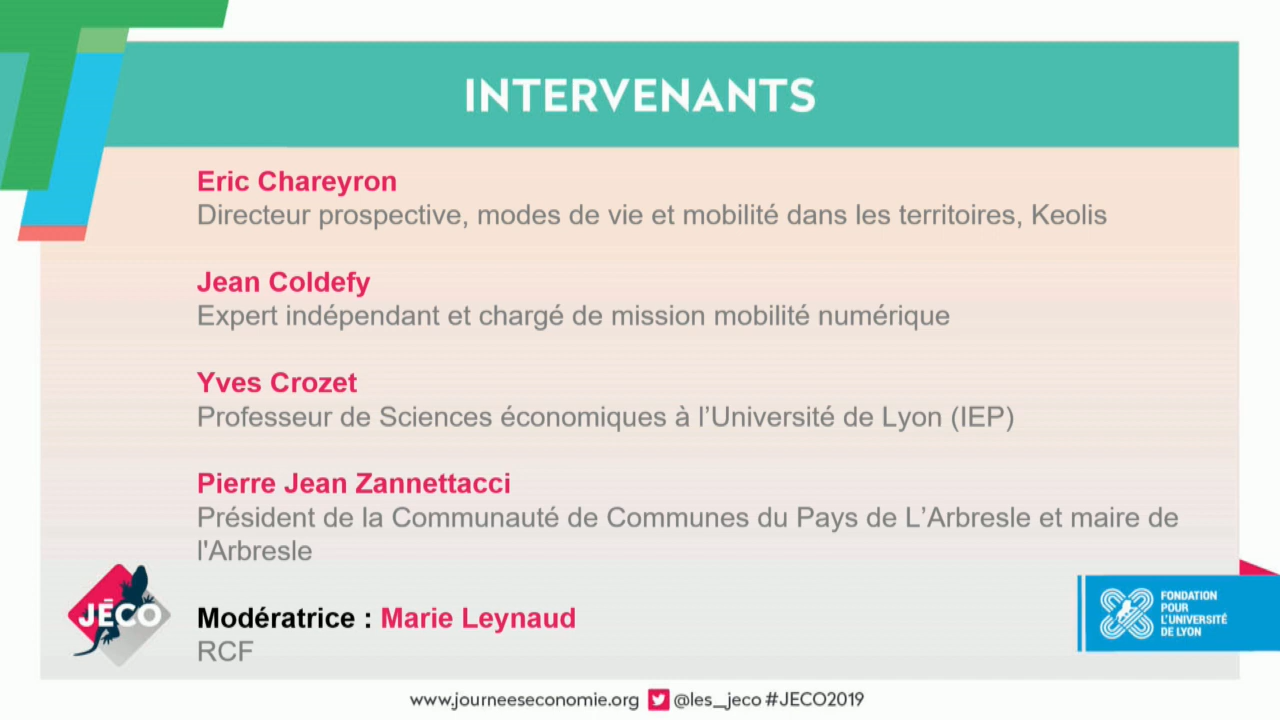 INTERVENANTS
Eric Chareyron
Directeur prospective, modes de vie et mobilité dans les territoires, Keolis
Jean Coldefy
Expert indépendant et chargé de mission mobilité numérique
Yves Crozet
Professeur de Sciences économiques à l’Université de Lyon (IEP)
Pierre Jean Zannettacci
Président de la Communauté de Communes du Pays de L’Arbresle et maire de
l'Arbresle
Modératrice : Marie Leynaud
RCF
JÉCO
FONDATION
POUR
L'UNIVERSITÉ
DE LYON
www.journeeseconomie.org @les_jeco #JECO2019